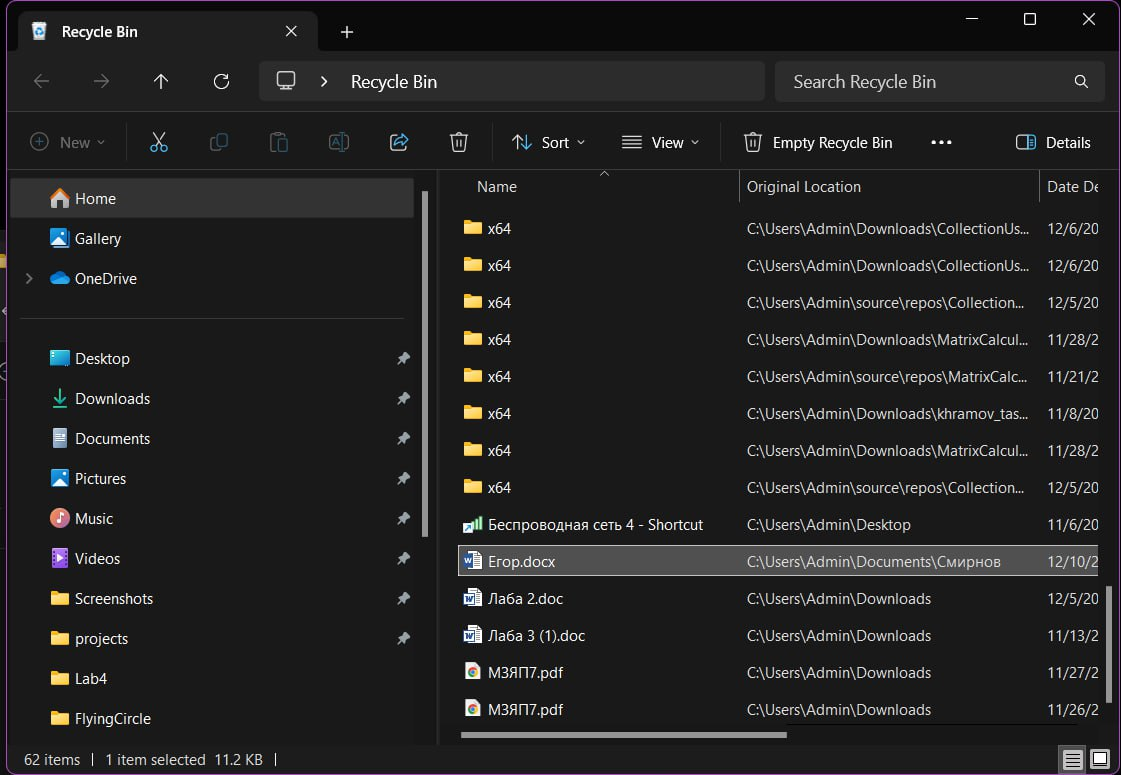 Recycle Bin
Recycle Bin
Search Recycle Bin
New
Sort
View
Empty Recycle Bin
Details
Home
Gallery
OneDrive
Desktop
Downloads
Documents
Pictures
Music
Videos
Screenshots
projects
Lab4
FlyingCircle
Name Original Location Date De
x64 C:\Users\Admin\Downloads\CollectionUs... 12/6/20
x64 C:\Users\Admin\Downloads\CollectionUs... 12/6/20
x64 C:\Users\Admin\source\repos\Collection... 12/5/20
x64 C:\Users\Admin\Downloads\MatrixCalcul... 11/28/2
x64 C:\Users\Admin\source\repos\MatrixCalc... 11/21/2
x64 C:\Users\Admin\Downloads\khramov_tas... 11/8/20
x64 C:\Users\Admin\Downloads\MatrixCalcul... 11/28/2
x64 C:\Users\Admin\source\repos\Collection... 12/5/20
Беспроводная сеть 4 - Shortcut C:\Users\Admin\Desktop 11/6/20
Егор.docx C:\Users\Admin\Documents\Смирнов 12/10/2
Лаба 2.doc C:\Users\Admin\Downloads 12/5/20
Лаба 3 (1).doc C:\Users\Admin\Downloads 11/13/2
МЗЯП7.pdf C:\Users\Admin\Downloads 11/27/2
МЗЯП7.pdf C:\Users\Admin\Downloads 11/26/2
62 items 1 item selected 11.2 KB